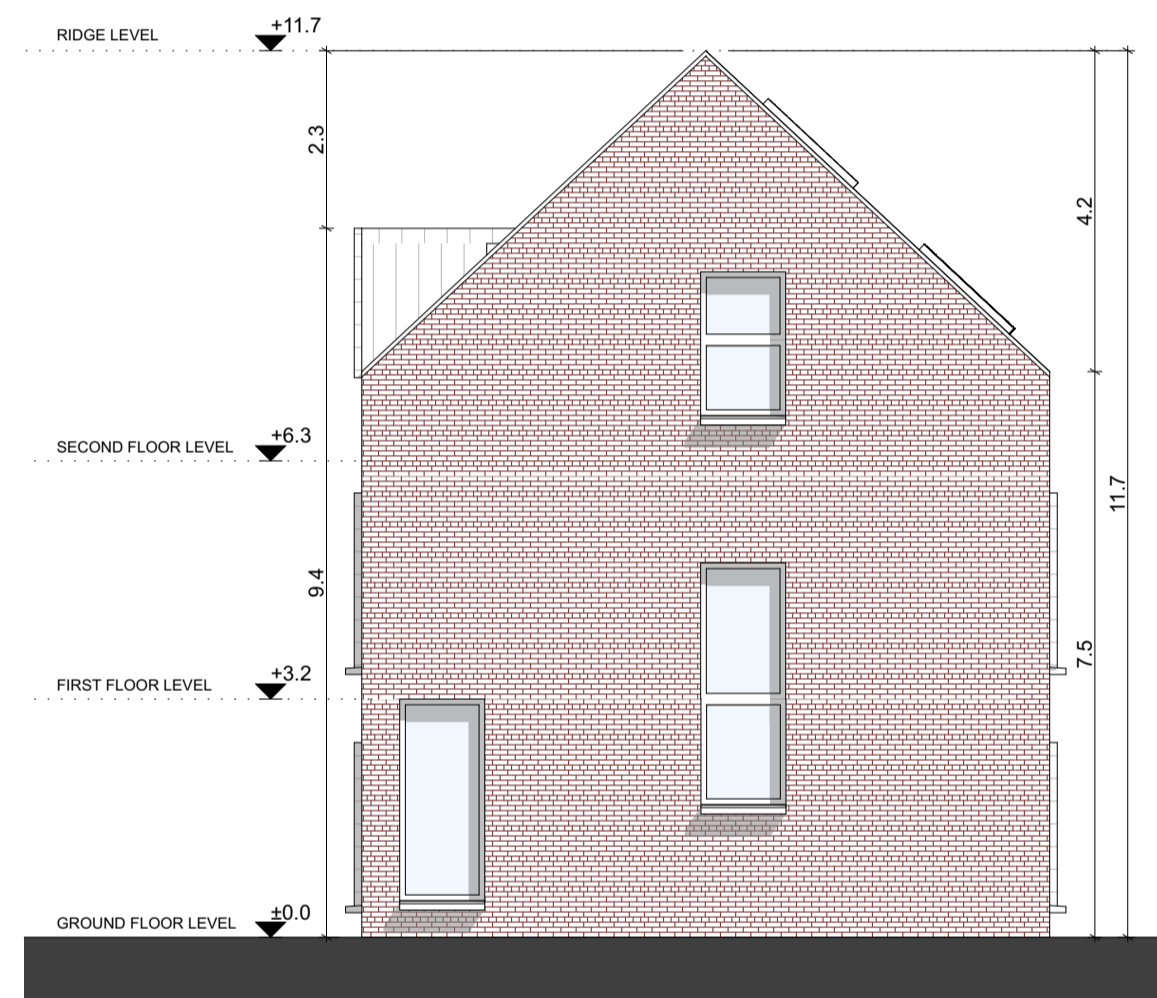 +11.7
RIDGE LEVEL
2.3
4.2
+6.3
SECOND FLOOR LEVEL
11.7
9.4
7.5
+3.2
FIRST FLOOR LEVEL
±0.0
GROUND FLOOR LEVEL